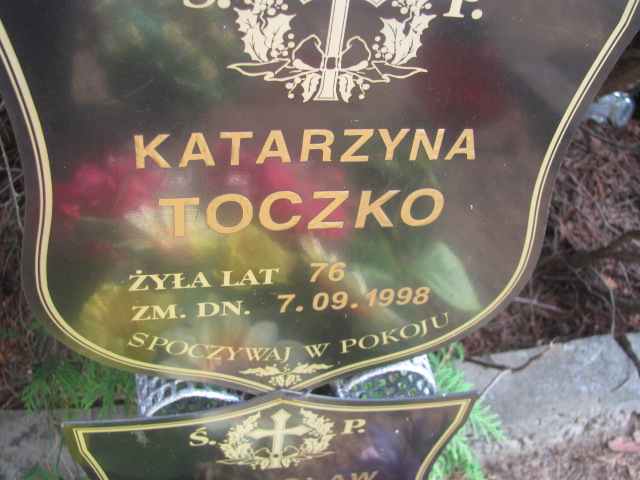 Ś. P.
KATARZYNA
TOCZKO
ŻYŁA LAT 76
ZM. DN. 7.09.1998
SPOCZYWAJ W POKOJU
Ś. P.